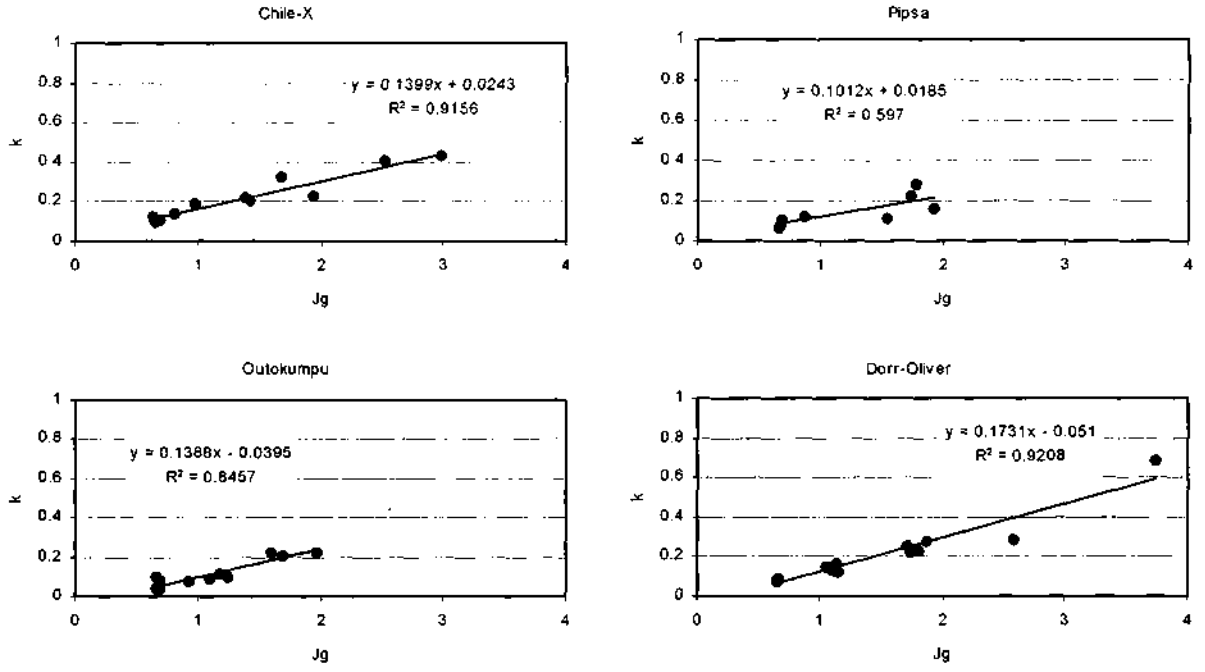 Chile-X
1
0.8
0.6
0.4
0.2
0
k
y = 0.1399x + 0.0243
R² = 0.9156
0 1 2 3 4
Jg
Pipsa
1
0.8
0.6
0.4
0.2
0
k
y = 0.1012x + 0.0185
R² = 0.597
0 1 2 3 4
Jg
Outokumpu
1
0.8
0.6
0.4
0.2
0
k
y = 0.1388x - 0.0395
R² = 0.8457
0 1 2 3 4
Jg
Dorr-Oliver
1
0.8
0.6
0.4
0.2
0
k
y = 0.1731x - 0.051
R² = 0.9208
0 1 2 3 4
Jg